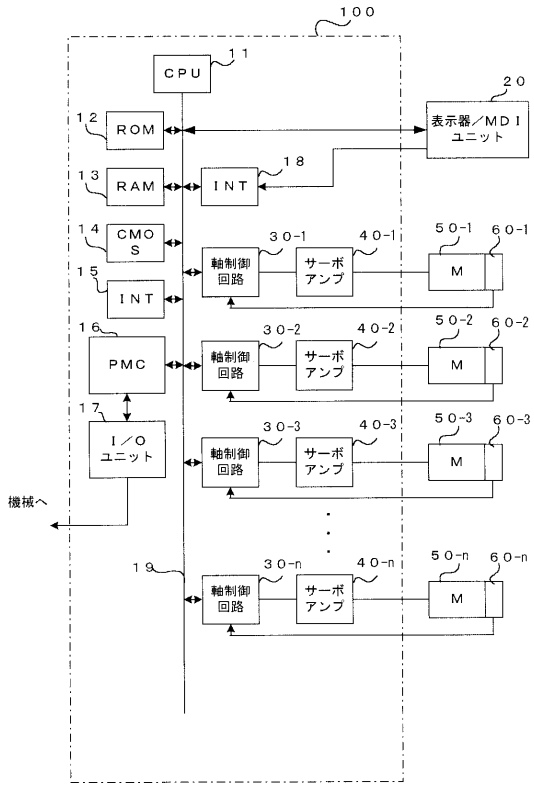 １００
１１
CPU
２０
表示器／ＭＤＩ
ユニット
１２
ROM
１８
ＩＮＴ
１３
RAM
１４
CMO
S
１５
ＩＮＴ
３０-１
軸制御
回路
４０-１
サーボ
アンプ
５０-１
M
６０-１
１６
PMC
３０-２
軸制御
回路
４０-２
サーボ
アンプ
５０-２
M
６０-２
１７
Ｉ／Ｏ
ユニット
３０-３
軸制御
回路
４０-３
サーボ
アンプ
５０-３
M
６０-３
機械へ
１９
３０-n
軸制御
回路
４０-n
サーボ
アンプ
５０-n
M
６０-n